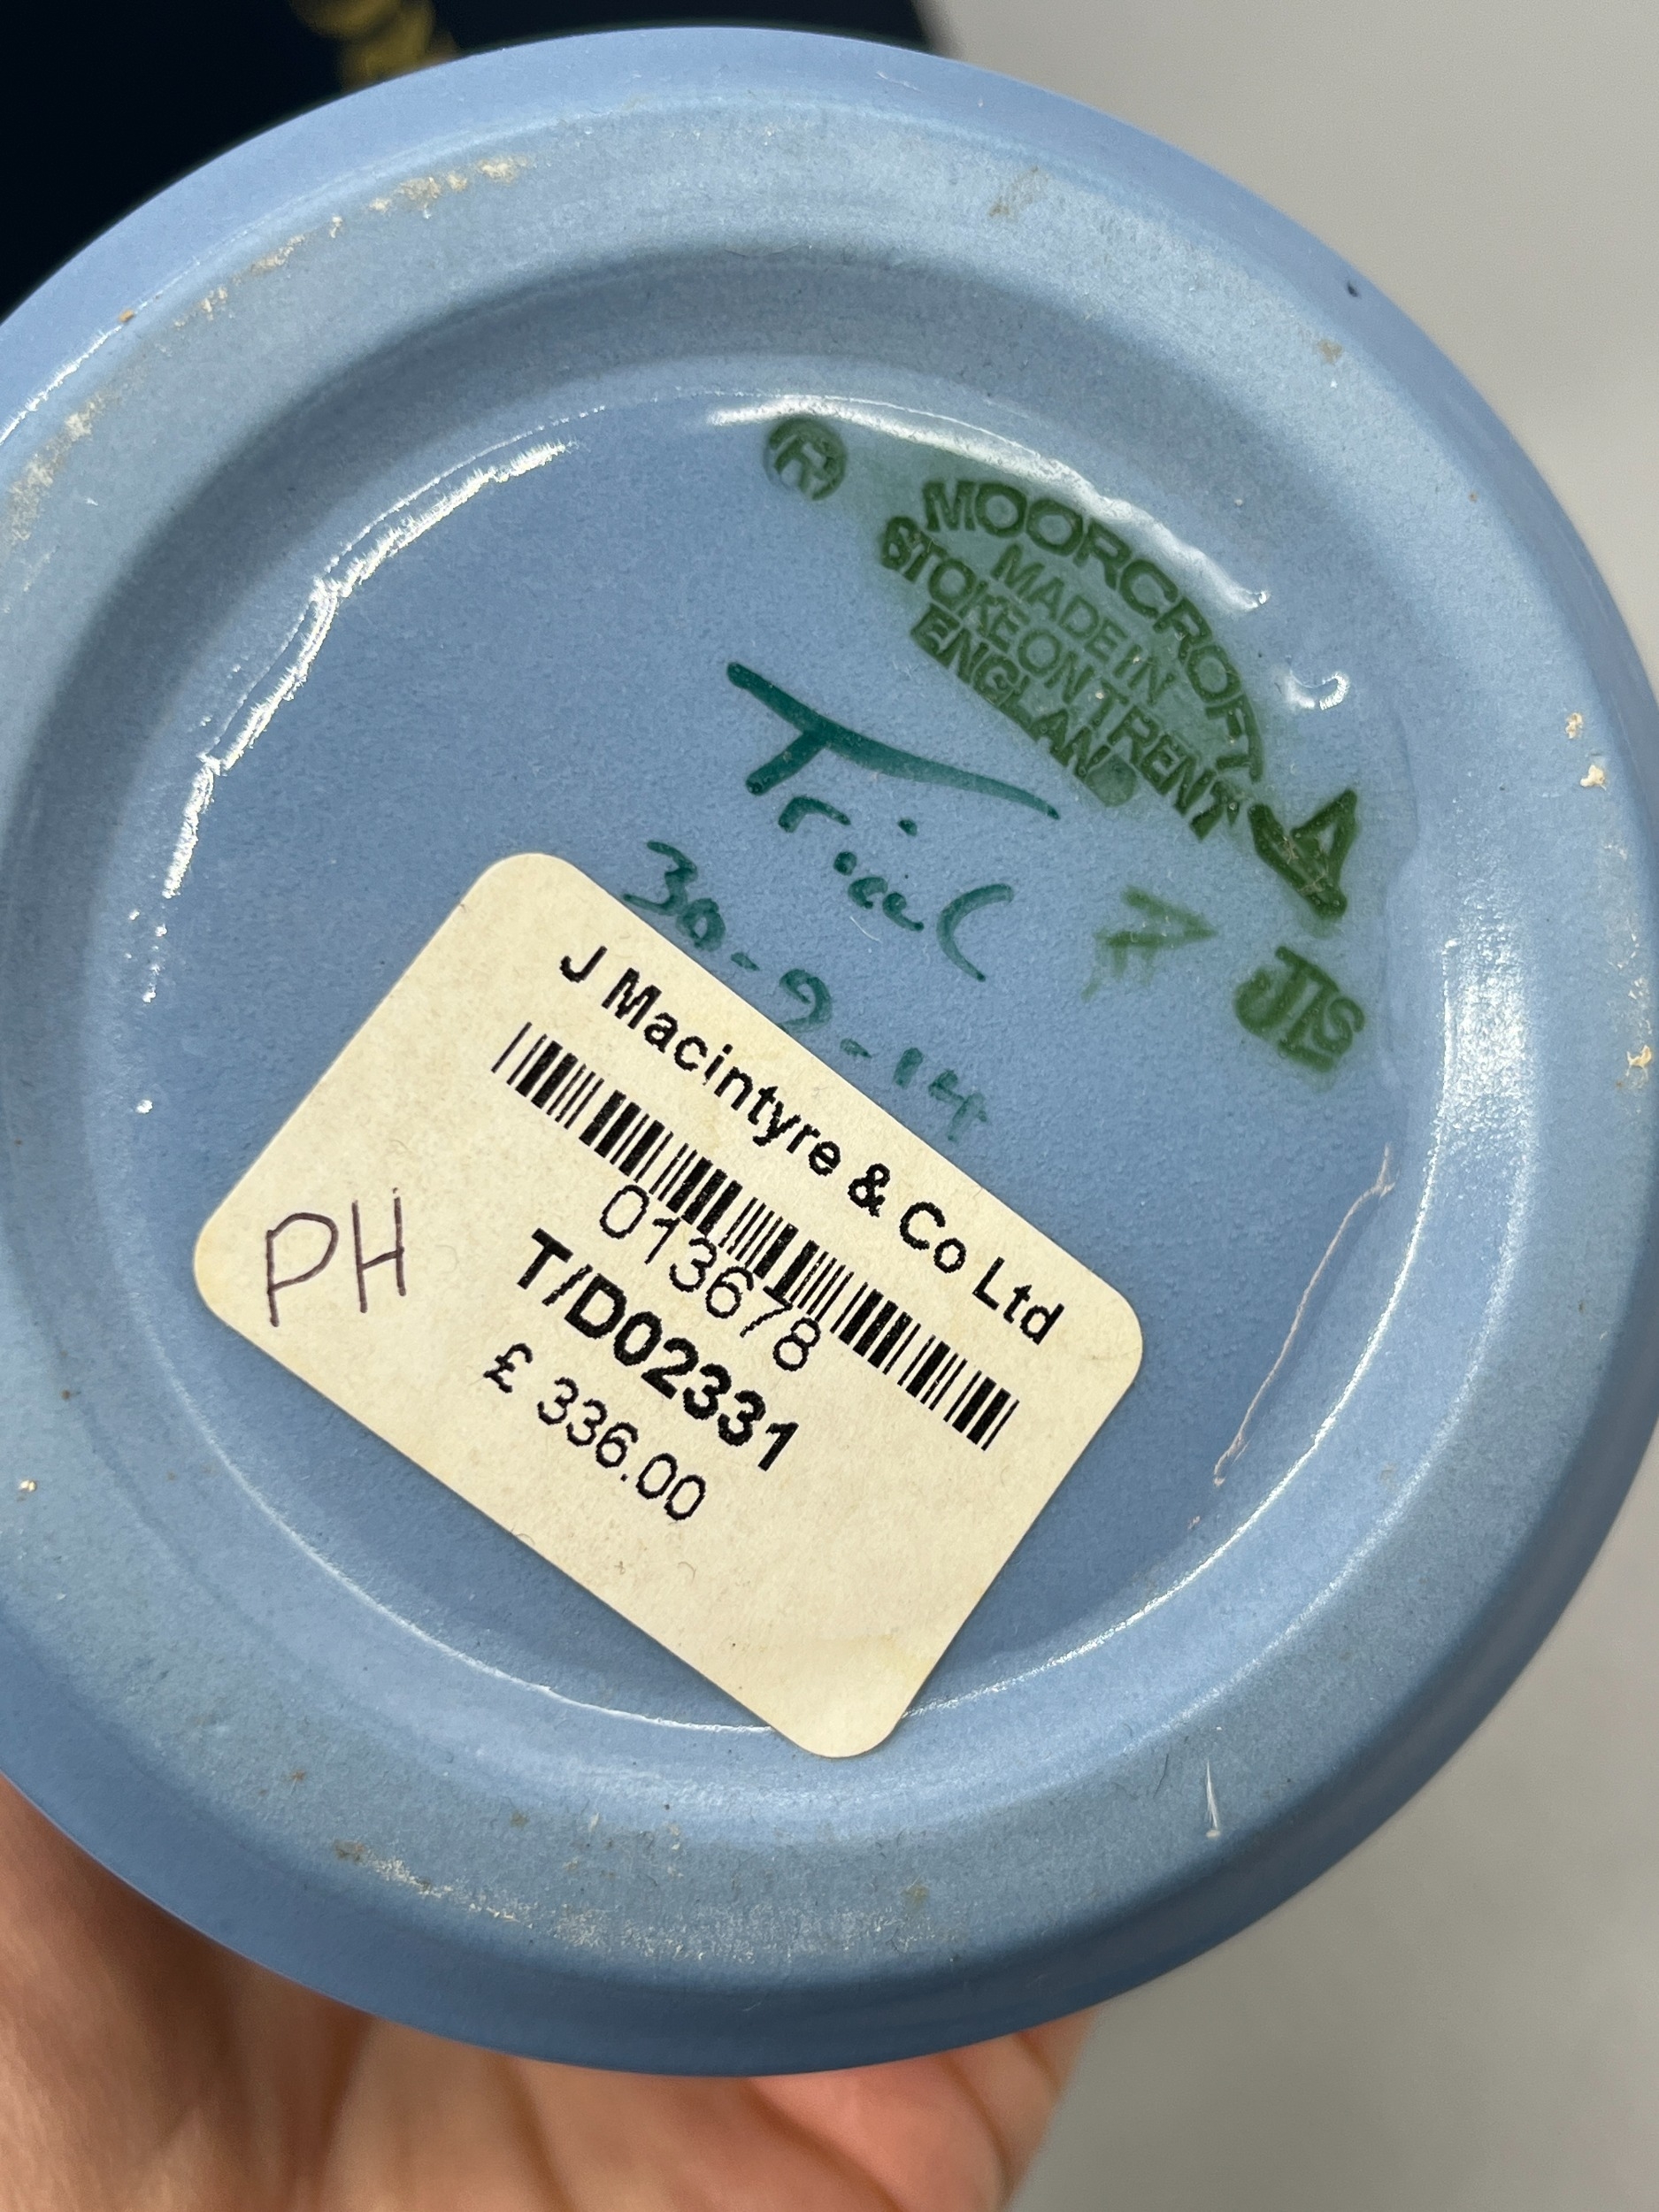 ®
MOORCROFT
MADE IN
STOKE ON TRENT
ENGLAND
Trial
30-9-14
JIS
J Macintyre & Co Ltd
013678
T/D02331
£ 336.00
PH